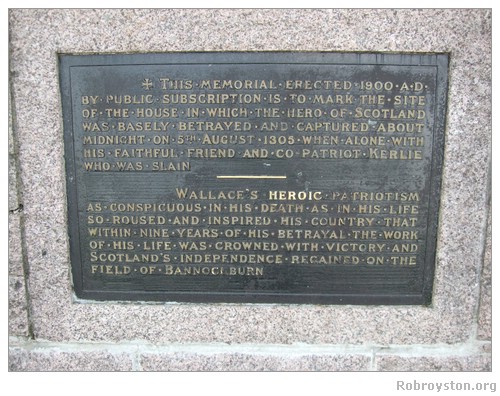 ✠ THIS · MEMORIAL · ERECTED · 1900 · A·D·
BY · PUBLIC · SUBSCRIPTION · IS · TO · MARK · THE · SITE
OF · THE · HOUSE · IN · WHICH · THE · HERO · OF · SCOTLAND
WAS · BASELY · BETRAYED · AND · CAPTURED · ABOUT
MIDNIGHT · ON · 5TH · AUGUST · 1305 · WHEN · ALONE · WITH
HIS · FAITHFUL · FRIEND · AND · CO · PATRIOT · KERLIE
WHO · WAS · SLAIN
WALLACE'S · HEROIC · PATRIOTISM
AS · CONSPICUOUS · IN · HIS · DEATH · AS · IN · HIS · LIFE
SO · ROUSED · AND · INSPIRED · HIS · COUNTRY · THAT
WITHIN · NINE · YEARS · OF · HIS · BETRAYAL · THE · WORK
OF · HIS · LIFE · WAS · CROWNED · WITH · VICTORY · AND
SCOTLAND'S · INDEPENDENCE · REGAINED · ON · THE
FIELD · OF · BANNOCKBURN
Robroyston.org